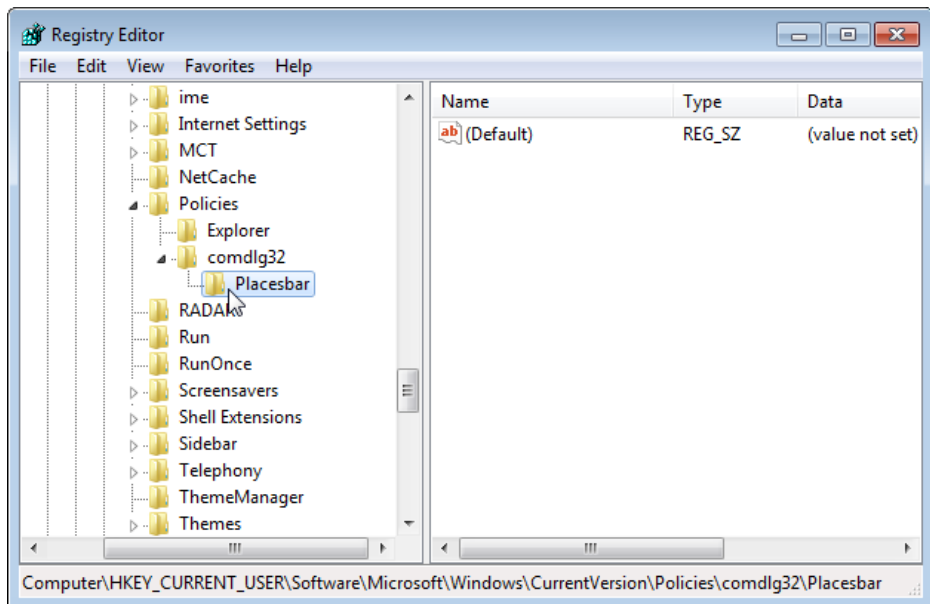 Registry Editor
File Edit View Favorites Help
ime
Internet Settings
MCT
NetCache
Policies
Explorer
comdlg32
Placesbar
RADAR
Run
RunOnce
Screensavers
Shell Extensions
Sidebar
Telephony
ThemeManager
Themes
Name Type Data
ab (Default) REG_SZ (value not set)
Computer\HKEY_CURRENT_USER\Software\Microsoft\Windows\CurrentVersion\Policies\comdlg32\Placesbar